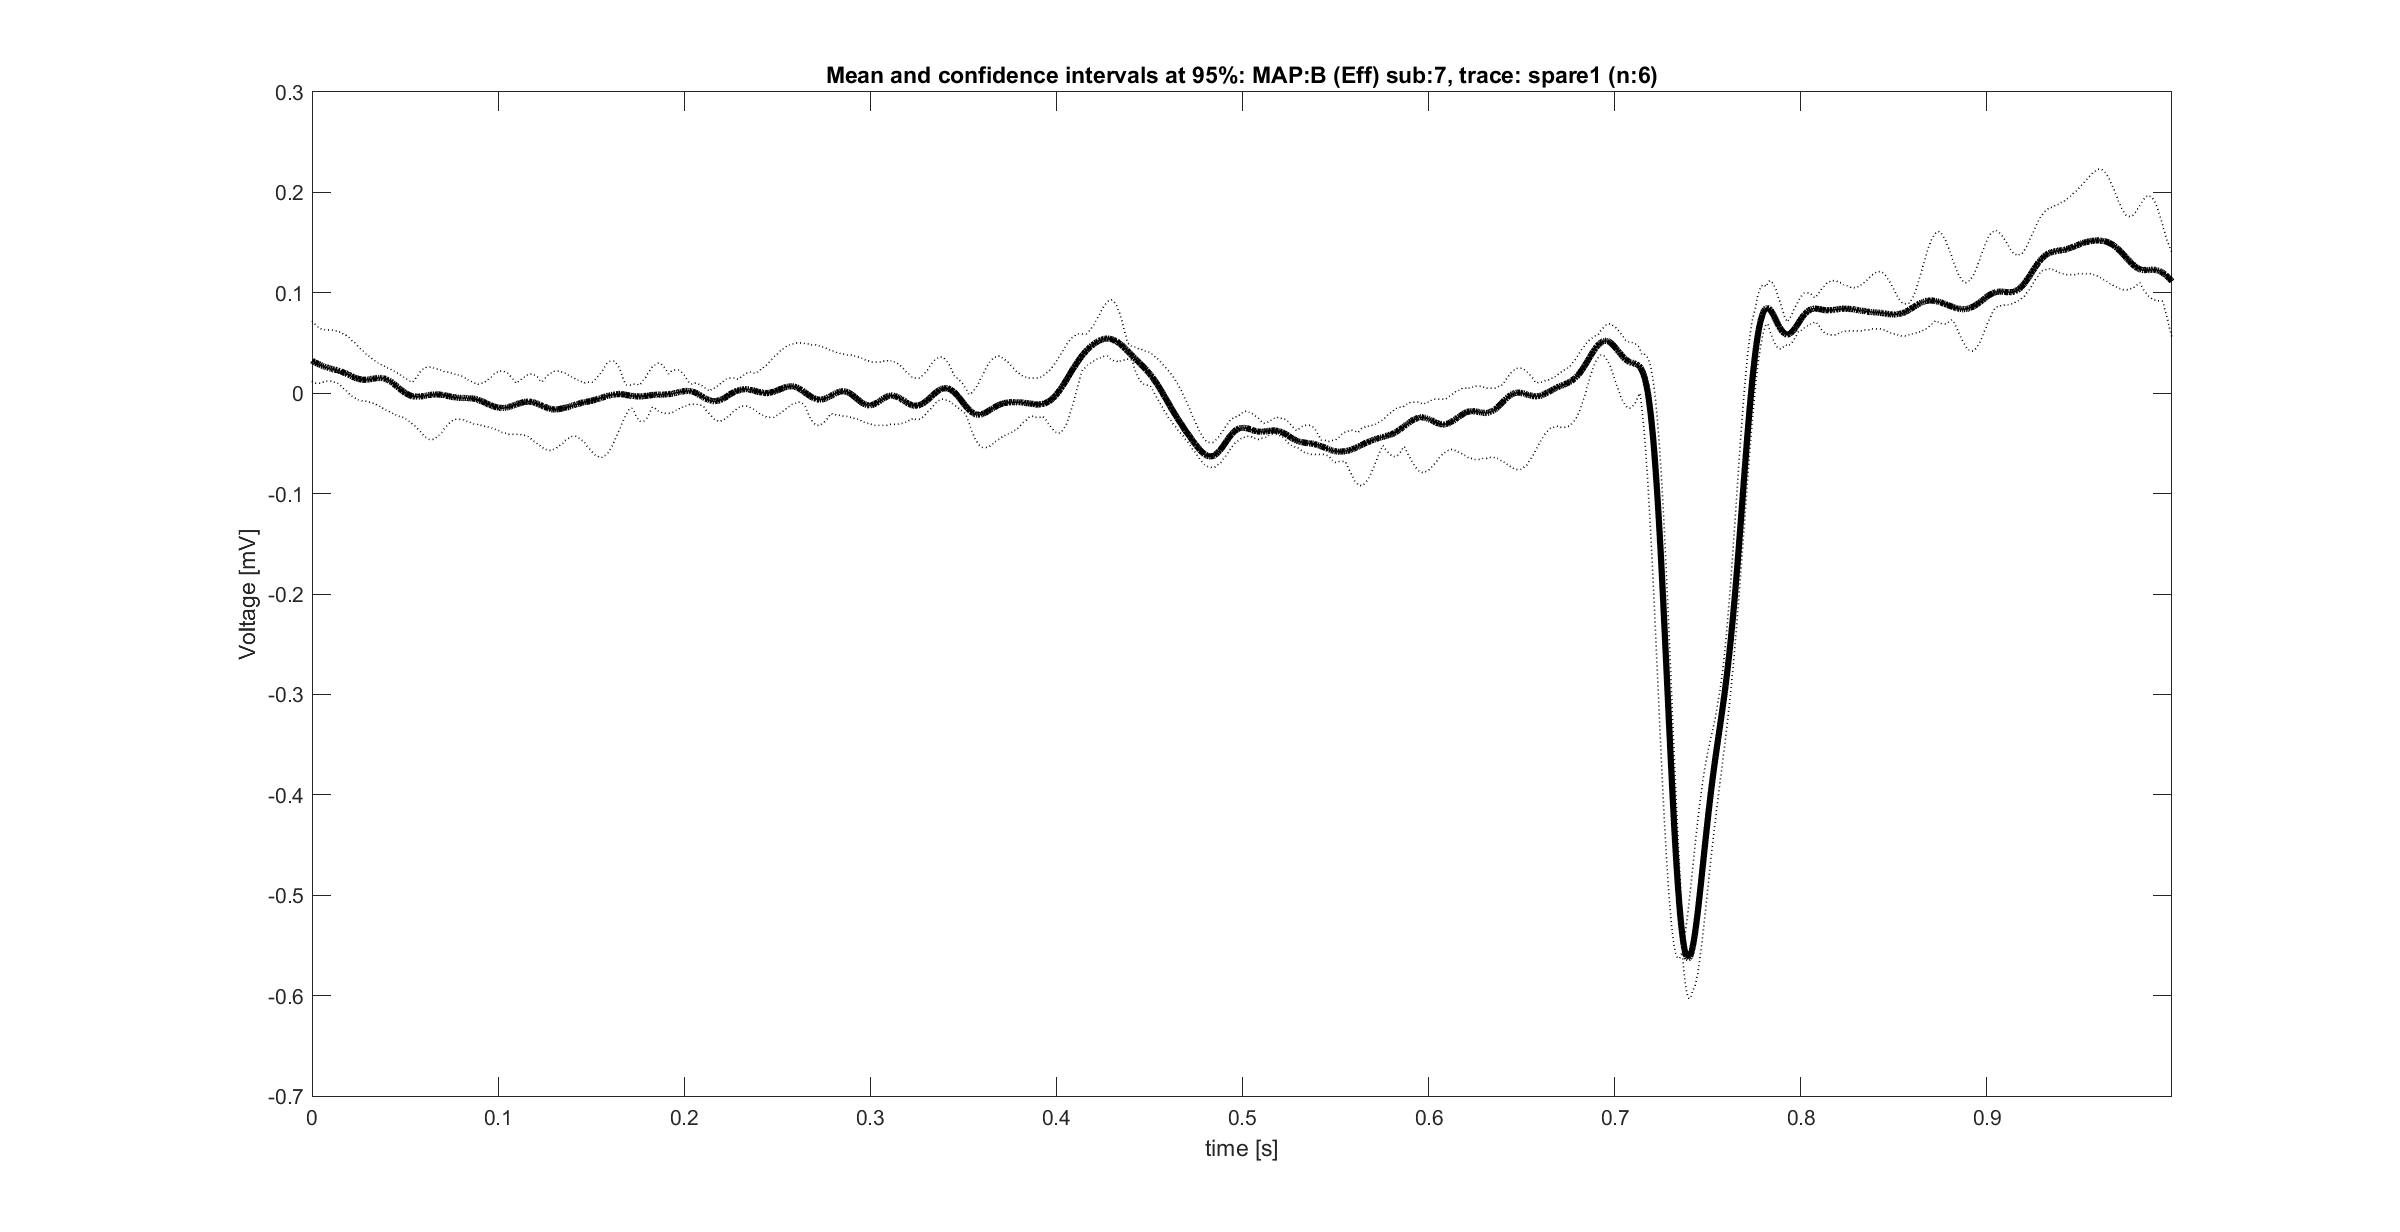 Mean and confidence intervals at 95%: MAP:B (Eff) sub:7, trace: spare1 (n:6)
0.3
0.2
0.1
0
-0.1
-0.2
-0.3
-0.4
-0.5
-0.6
-0.7
Voltage [mV]
0 0.1 0.2 0.3 0.4 0.5 0.6 0.7 0.8 0.9
time [s]